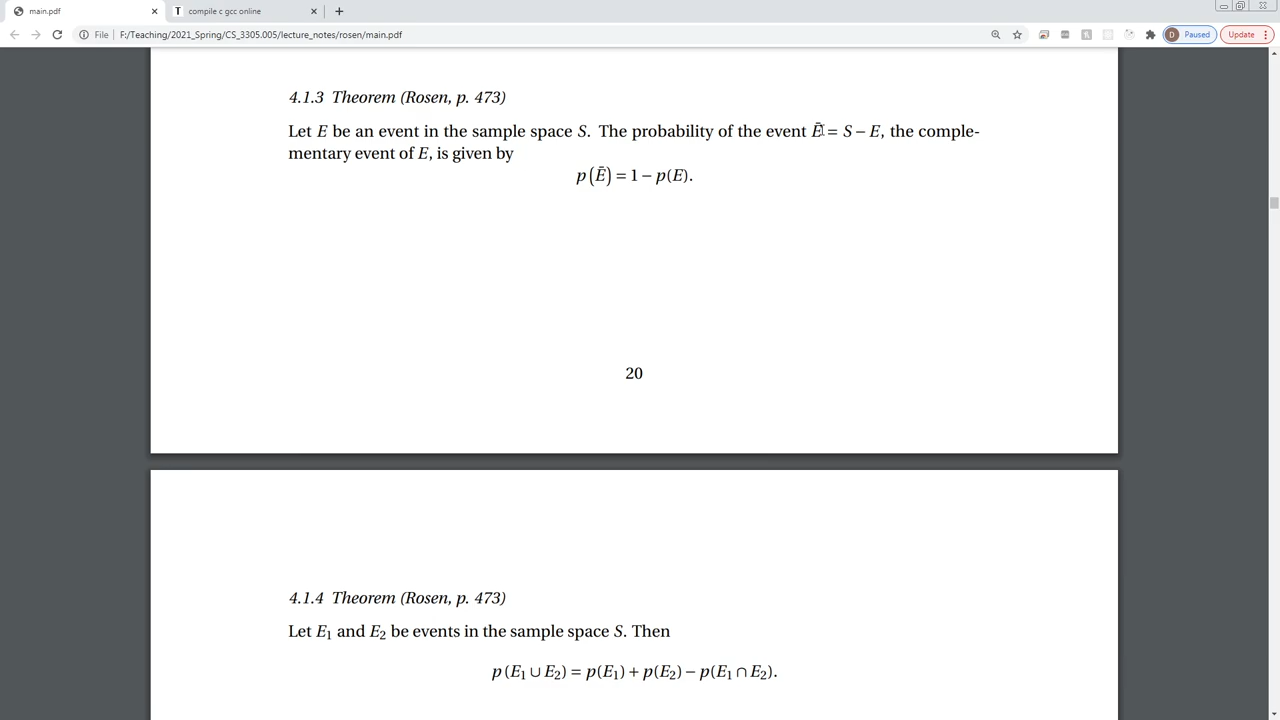 main.pdf
compile c gcc online
File
F:/Teaching/2021_Spring/CS_3305.005/lecture_notes/rosen/main.pdf
D Paused
Update
4.1.3 Theorem (Rosen, p. 473)
Let E be an event in the sample space S. The probability of the event Ē = S − E, the comple-
mentary event of E, is given by
p(Ē) = 1 − p(E).
20
4.1.4 Theorem (Rosen, p. 473)
Let E₁ and E₂ be events in the sample space S. Then
p(E₁ ∪ E₂) = p(E₁) + p(E₂) − p(E₁ ∩ E₂).